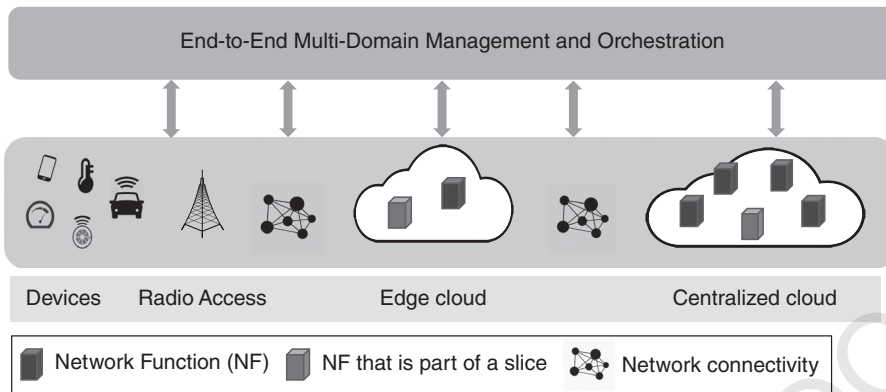 End-to-End Multi-Domain Management and Orchestration
Devices Radio Access Edge cloud Centralized cloud
Network Function (NF) NF that is part of a slice Network connectivity